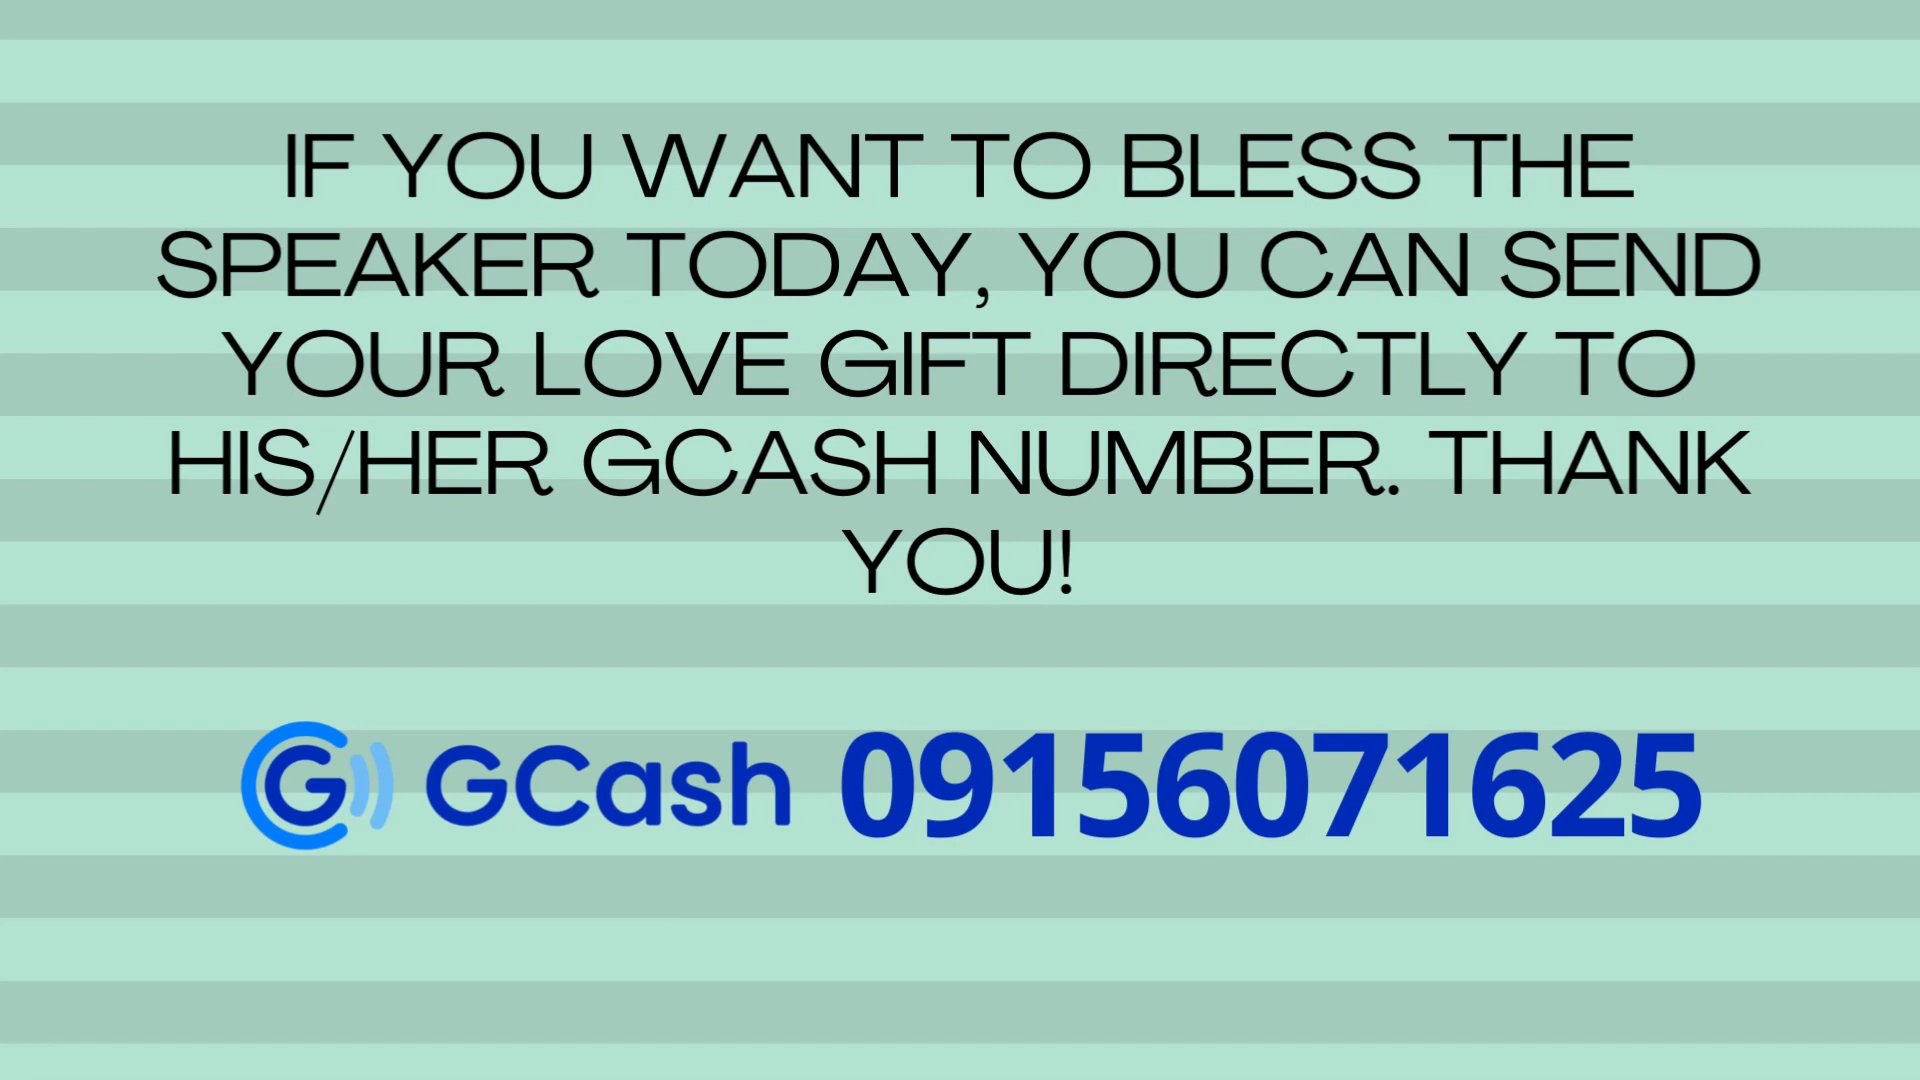 IF YOU WANT TO BLESS THE
SPEAKER TODAY, YOU CAN SEND
YOUR LOVE GIFT DIRECTLY TO
HIS/HER GCASH NUMBER. THANK
YOU!
GCash 09156071625